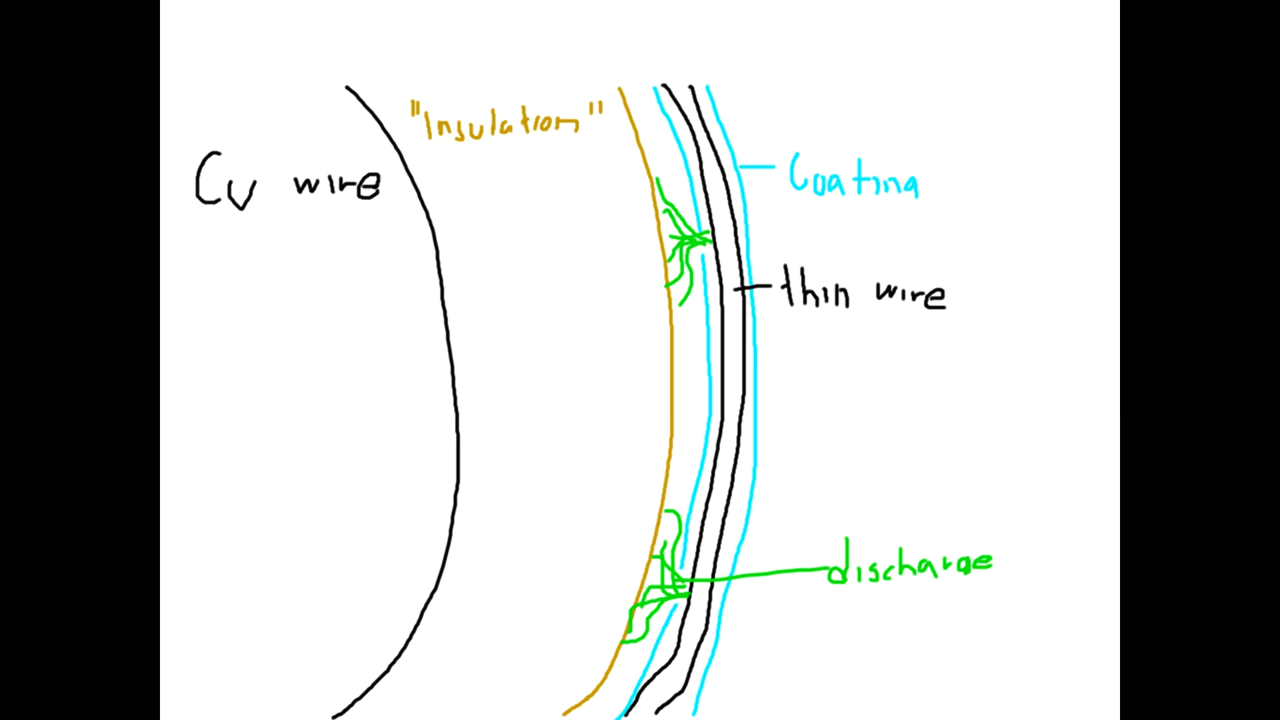 "Insulation"
Cu wire
Coating
thin wire
discharge